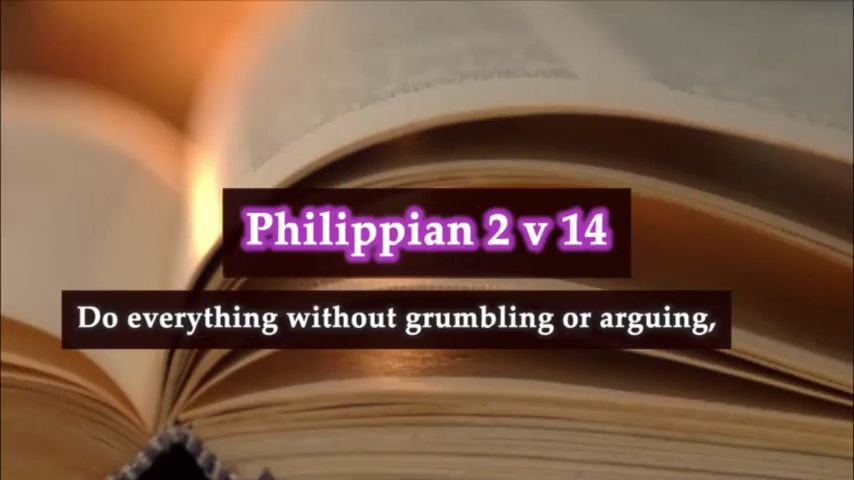 Philippian 2 v 14
Do everything without grumbling or arguing,